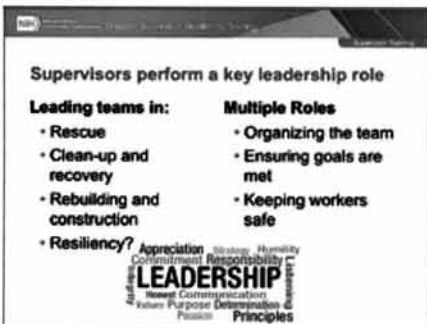 NIH
Supervisors perform a key leadership role
Leading teams in:
• Rescue
• Clean-up and
recovery
• Rebuilding and
construction
• Resiliency?
Multiple Roles
• Organizing the team
• Ensuring goals are
met
• Keeping workers
safe
Appreciation Strategy Humility
Commitment Responsibility
Integrity
LEADERSHIP
Listening
Honest Communication
Values Purpose Determination
Passion Principles